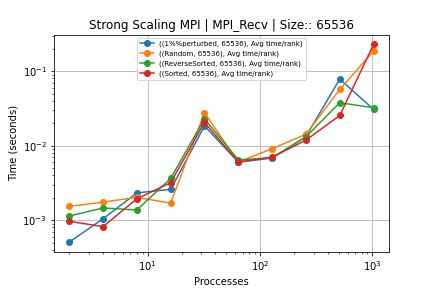 Strong Scaling MPI | MPI_Recv | Size:: 65536
((1%%perturbed, 65536), Avg time/rank)
((Random, 65536), Avg time/rank)
((ReverseSorted, 65536), Avg time/rank)
((Sorted, 65536), Avg time/rank)
Time (seconds)
10⁻¹
10⁻²
10⁻³
10¹ 10² 10³
Proccesses